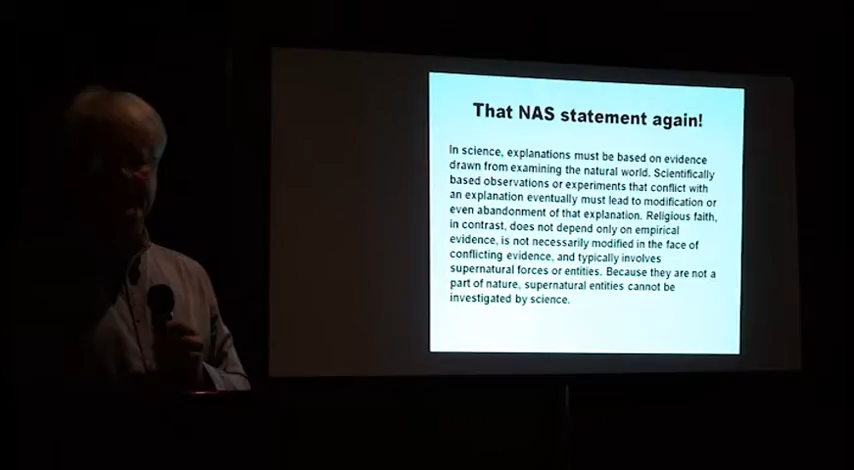 That NAS statement again!
In science, explanations must be based on evidence
drawn from examining the natural world. Scientifically
based observations or experiments that conflict with
an explanation eventually must lead to modification or
even abandonment of that explanation. Religious faith,
in contrast, does not depend only on empirical
evidence, is not necessarily modified in the face of
conflicting evidence, and typically involves
supernatural forces or entities. Because they are not a
part of nature, supernatural entities cannot be
investigated by science.